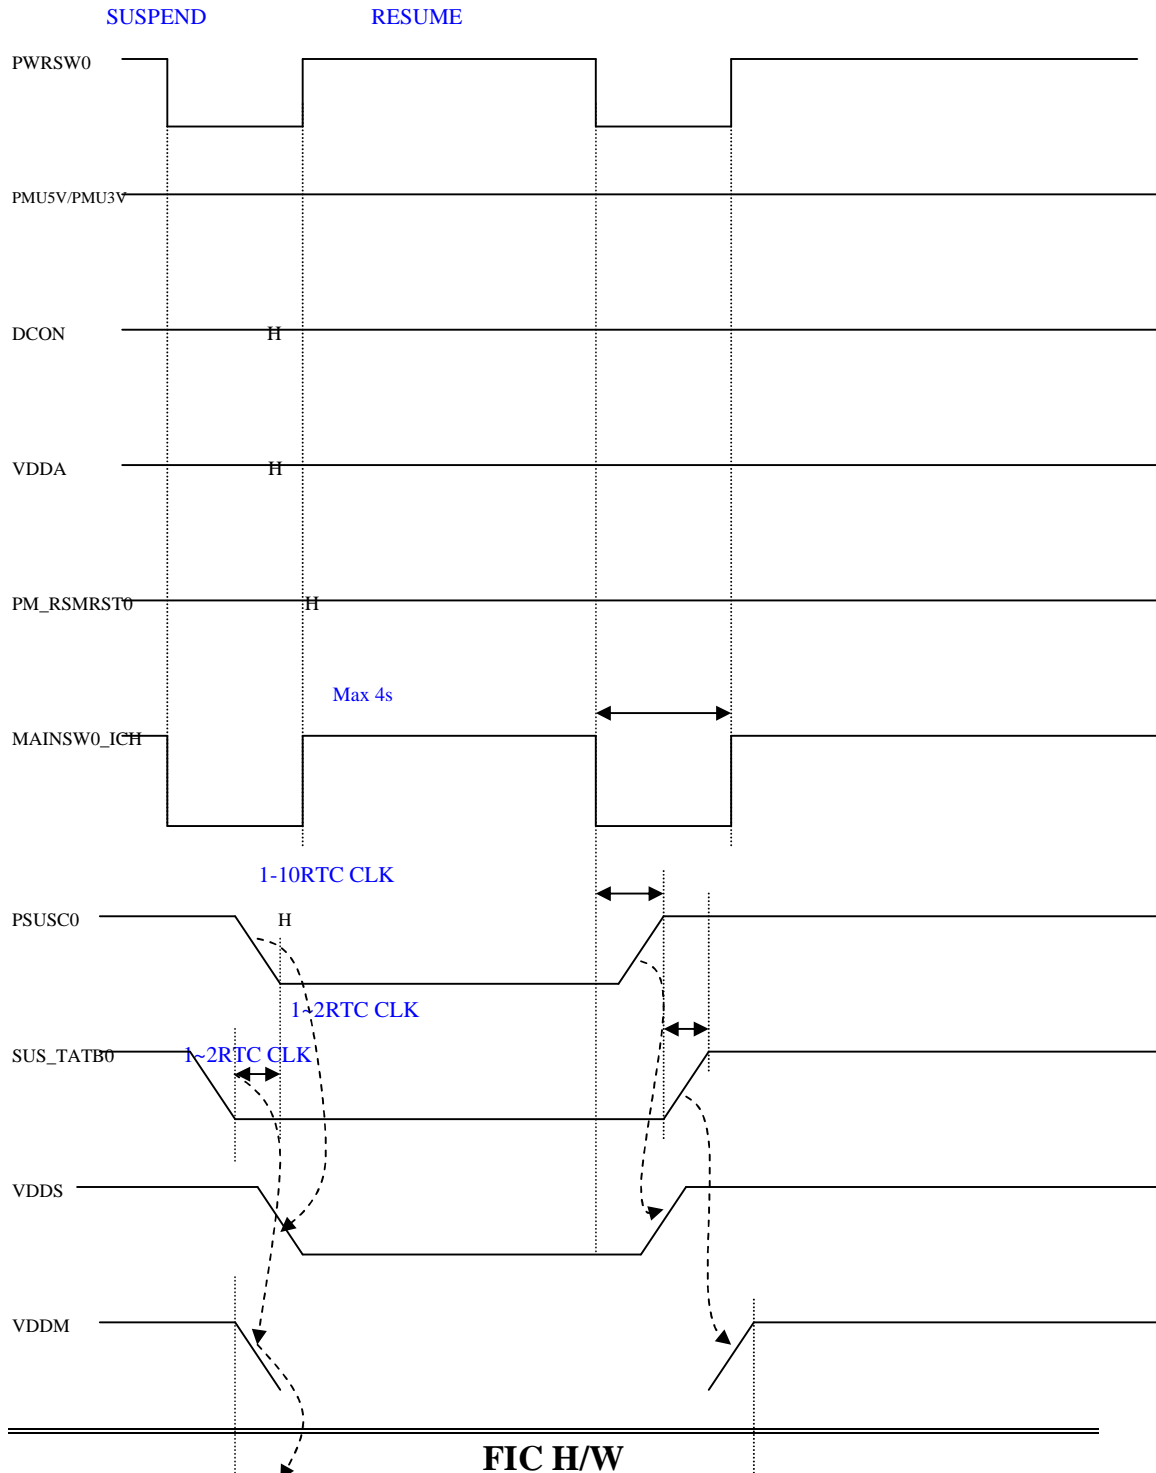 SUSPEND RESUME
PWRSW0
PMU5V/PMU3V
DCON H
VDDA H
PM_RSMRST0 H
Max 4s
MAINSW0_ICH
1-10RTC CLK
PSUSC0 H
1~2RTC CLK
SUS_TATB0 1~2RTC CLK
VDDS
VDDM
FIC H/W